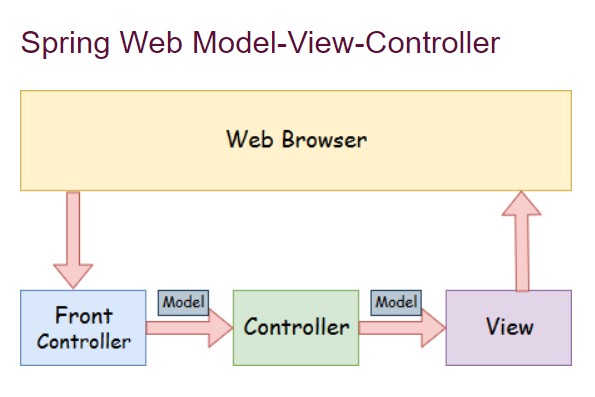 Spring Web Model-View-Controller
Web Browser
Front
Controller
Model
Controller
Model
View